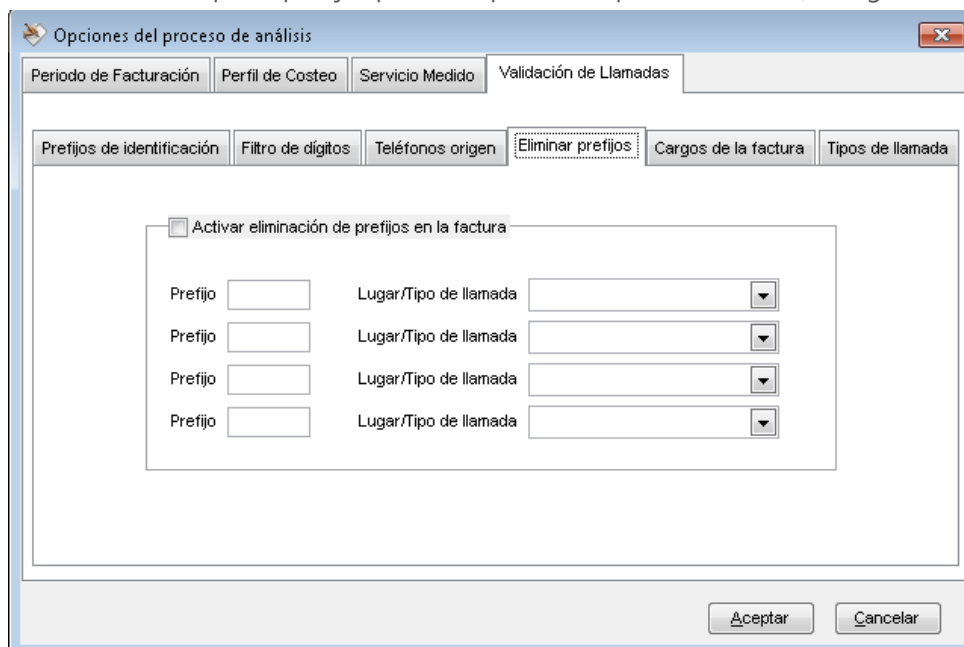 Opciones del proceso de análisis
Periodo de Facturación Perfil de Costeo Servicio Medido Validación de Llamadas
Prefijos de identificación Filtro de dígitos Teléfonos origen Eliminar prefijos Cargos de la factura Tipos de llamada
Activar eliminación de prefijos en la factura
Prefijo Lugar/Tipo de llamada
Prefijo Lugar/Tipo de llamada
Prefijo Lugar/Tipo de llamada
Prefijo Lugar/Tipo de llamada
Aceptar Cancelar